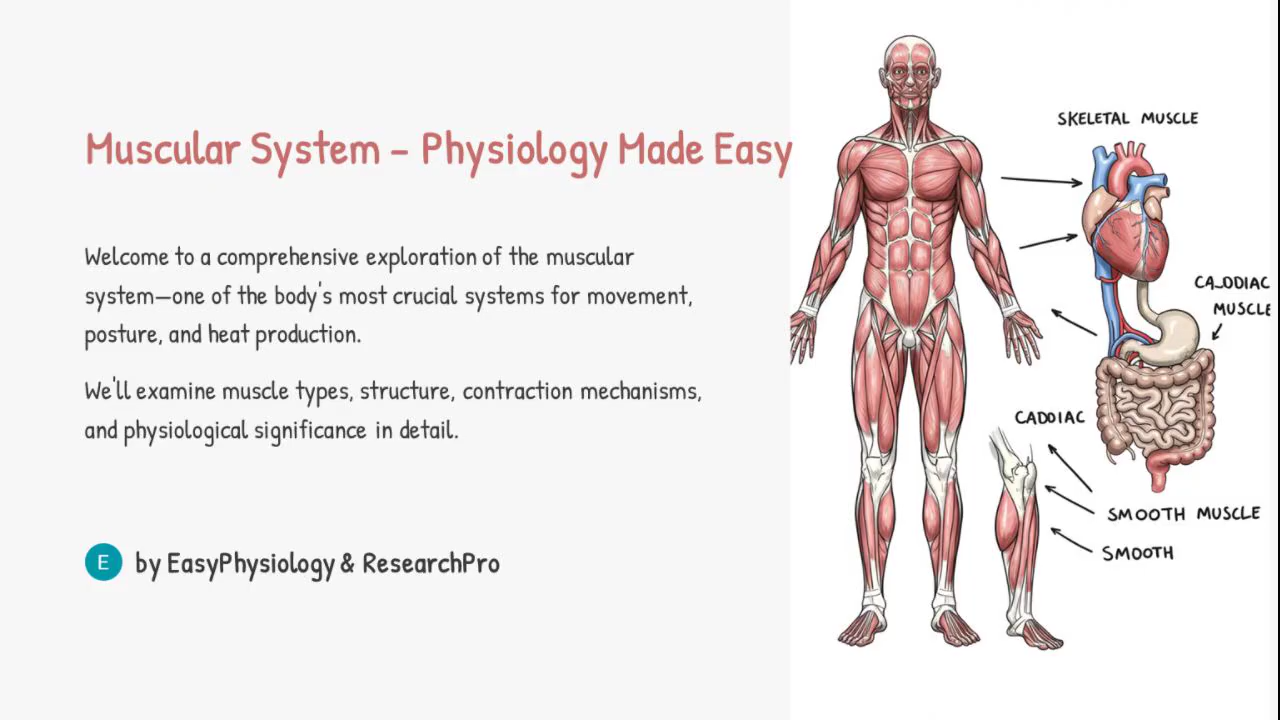 Muscular System – Physiology Made Easy
Welcome to a comprehensive exploration of the muscular
system—one of the body's most crucial systems for movement,
posture, and heat production.
We'll examine muscle types, structure, contraction mechanisms,
and physiological significance in detail.
E by EasyPhysiology & ResearchPro
SKELETAL MUSCLE
CA_ODIAC
MUSCLE
CADDIAC
SMOOTH MUSCLE
SMOOTH